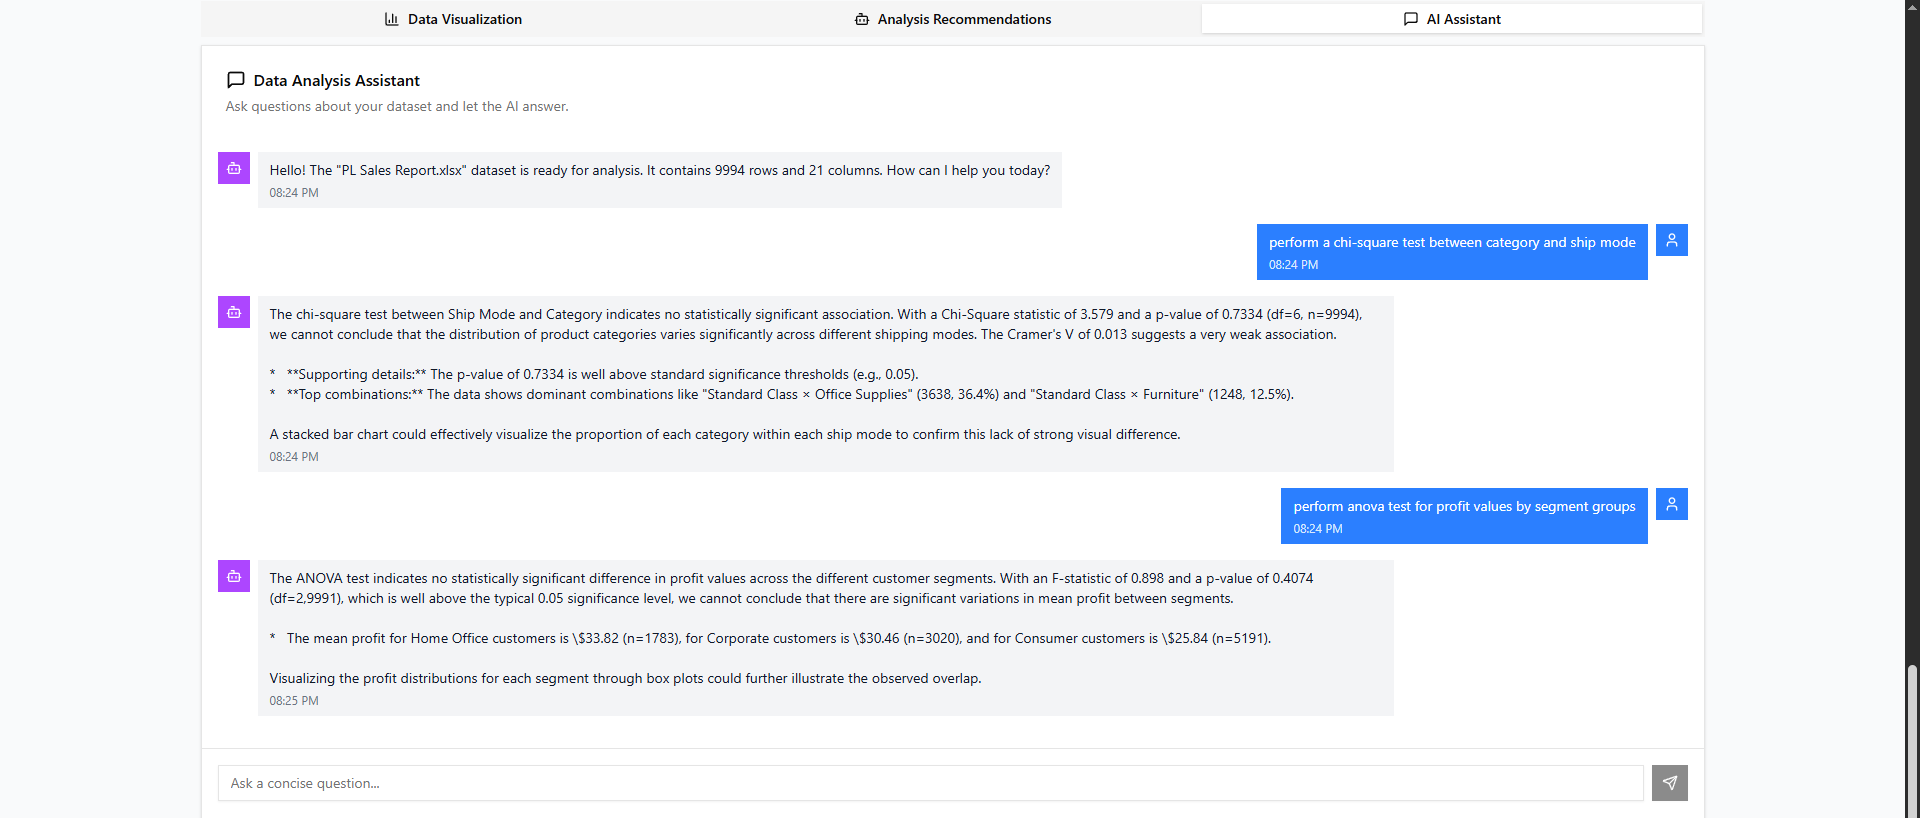 Data Visualization
Analysis Recommendations
AI Assistant
Data Analysis Assistant
Ask questions about your dataset and let the AI answer.
Hello! The "PL Sales Report.xlsx" dataset is ready for analysis. It contains 9994 rows and 21 columns. How can I help you today?
08:24 PM
perform a chi-square test between category and ship mode
08:24 PM
The chi-square test between Ship Mode and Category indicates no statistically significant association. With a Chi-Square statistic of 3.579 and a p-value of 0.7334 (df=6, n=9994),
we cannot conclude that the distribution of product categories varies significantly across different shipping modes. The Cramer's V of 0.013 suggests a very weak association.
* **Supporting details:** The p-value of 0.7334 is well above standard significance thresholds (e.g., 0.05).
* **Top combinations:** The data shows dominant combinations like "Standard Class × Office Supplies" (3638, 36.4%) and "Standard Class × Furniture" (1248, 12.5%).
A stacked bar chart could effectively visualize the proportion of each category within each ship mode to confirm this lack of strong visual difference.
08:24 PM
perform anova test for profit values by segment groups
08:24 PM
The ANOVA test indicates no statistically significant difference in profit values across the different customer segments. With an F-statistic of 0.898 and a p-value of 0.4074
(df=2,9991), which is well above the typical 0.05 significance level, we cannot conclude that there are significant variations in mean profit between segments.
* The mean profit for Home Office customers is \$33.82 (n=1783), for Corporate customers is \$30.46 (n=3020), and for Consumer customers is \$25.84 (n=5191).
Visualizing the profit distributions for each segment through box plots could further illustrate the observed overlap.
08:25 PM
Ask a concise question...